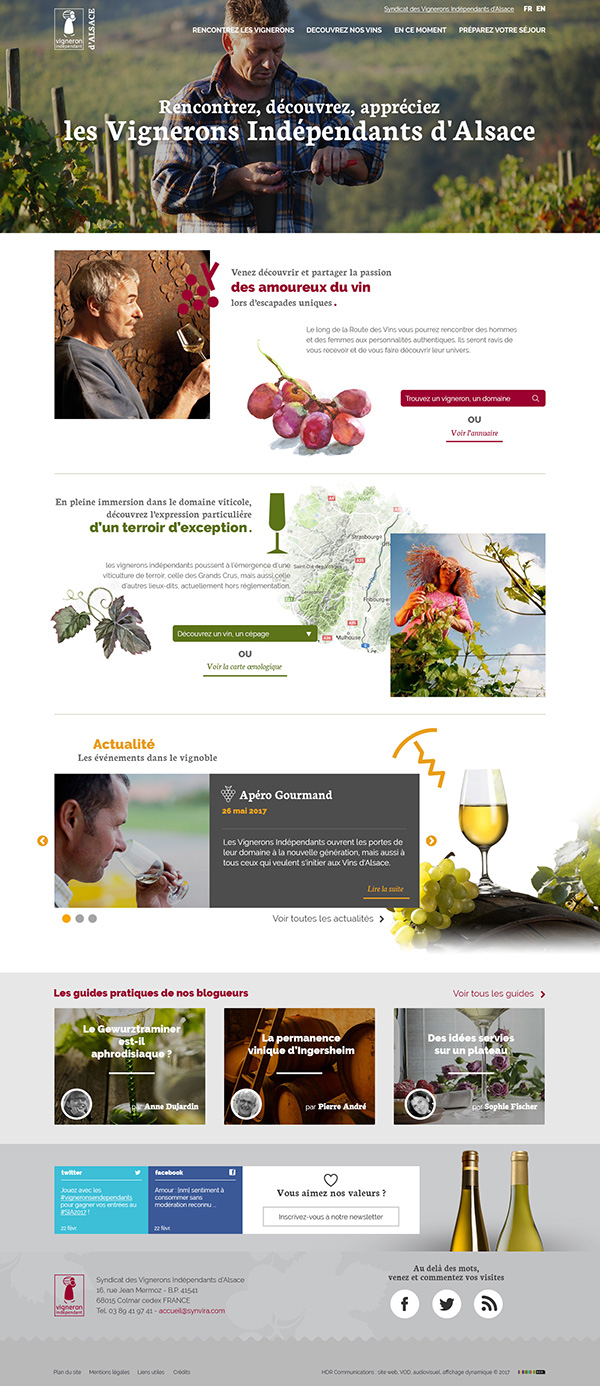 Syndicat des Vignerons Indépendants d'Alsace FR EN
vigneron
indépendant
d'ALSACE
RENCONTREZ LES VIGNERONS DECOUVREZ NOS VINS EN CE MOMENT PRÉPAREZ VOTRE SÉJOUR
Rencontrez, découvrez, appréciez
les Vignerons Indépendants d'Alsace
Venez découvrir et partager la passion
des amoureux du vin
lors d'escapades uniques.
Le long de la Route des Vins vous pourrez rencontrer des hommes
et des femmes aux personnalités authentiques. Ils seront ravis de
vous recevoir et de vous faire découvrir leur univers.
Trouvez un vigneron, un domaine
OU
Voir l'annuaire
En pleine immersion dans le domaine viticole,
découvrez l'expression particulière
d'un terroir d'exception.
les vignerons indépendants poussent à l'émergence d'une
viticulture de terroir, celle des Grands Crus, mais aussi celle
d'autres lieux-dits, actuellement hors réglementation.
Strasbourg
Mulhouse
Découvrez un vin, un cépage
OU
Voir la carte œnologique
Actualité
Les événements dans le vignoble
Apéro Gourmand
26 mai 2017
Les Vignerons Indépendants ouvrent les portes de
leur domaine à la nouvelle génération, mais aussi à
tous ceux qui veulent s'initier aux Vins d'Alsace.
Lire la suite
Voir toutes les actualités
Les guides pratiques de nos blogueurs
Voir tous les guides
Le Gewurztraminer
est-il
aphrodisiaque ?
par Anne Dujardin
La permanence
vinique d'Ingersheim
par Pierre André
Des idées servies
sur un plateau
par Sophie Fischer
twitter
Jouez avec les
#vigneronsindependants
pour gagner vos entrées au
#SIA2017 !
22 févr.
facebook
Amour : [nm] sentiment à
consommer sans
modération reconnu ...
22 févr.
Vous aimez nos valeurs ?
Inscrivez-vous à notre newsletter
vigneron
indépendant
Syndicat des Vignerons Indépendants d'Alsace
16, rue Jean Mermoz - B.P. 41541
68015 Colmar cedex FRANCE
Tel. 03 89 41 97 41 - accueil@synvira.com
Au delà des mots,
venez et commentez vos visites
Plan du site Mentions légales Liens utiles Crédits
HDR Communications : site web, VOD, audiovisuel, affichage dynamique © 2017